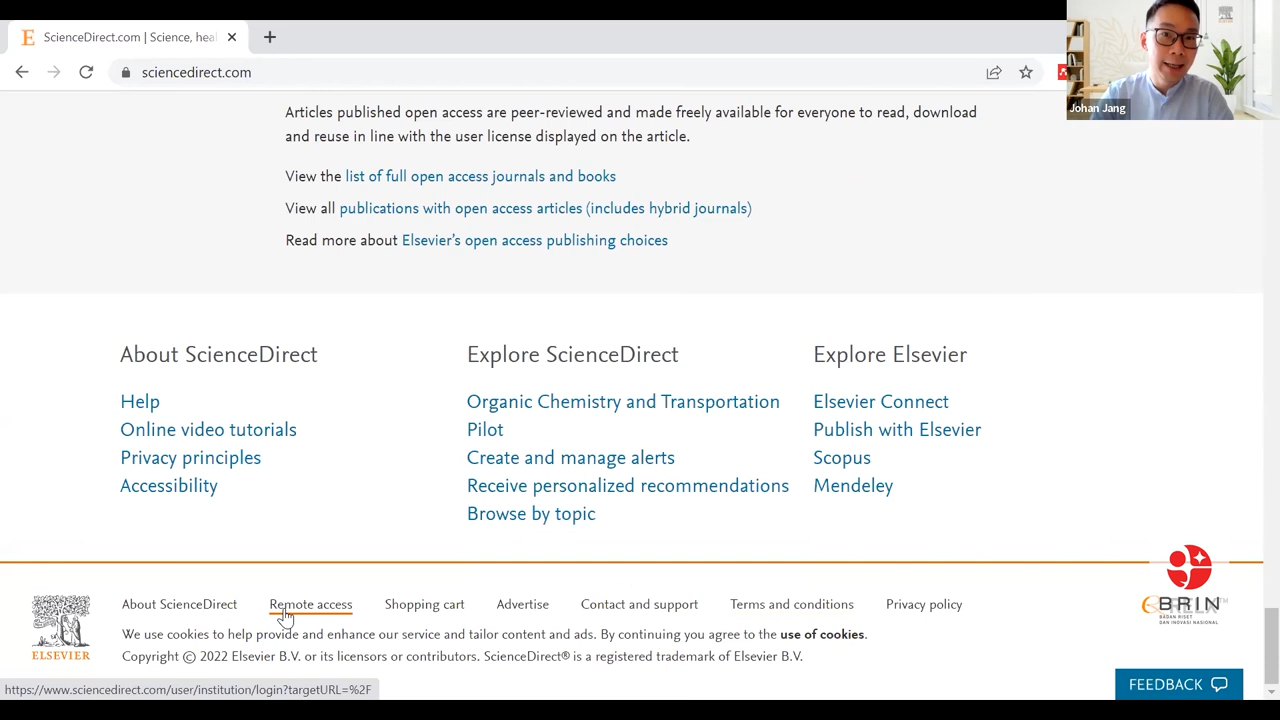 ScienceDirect.com | Science, heal
sciencedirect.com
Johan Jang
Articles published open access are peer-reviewed and made freely available for everyone to read, download
and reuse in line with the user license displayed on the article.
View the list of full open access journals and books
View all publications with open access articles (includes hybrid journals)
Read more about Elsevier's open access publishing choices
About ScienceDirect
Help
Online video tutorials
Privacy principles
Accessibility
Explore ScienceDirect
Organic Chemistry and Transportation
Pilot
Create and manage alerts
Receive personalized recommendations
Browse by topic
Explore Elsevier
Elsevier Connect
Publish with Elsevier
Scopus
Mendeley
BRIN
BADAN RISET
DAN INOVASI NASIONAL
ELSEVIER
About ScienceDirect Remote access Shopping cart Advertise Contact and support Terms and conditions Privacy policy
We use cookies to help provide and enhance our service and tailor content and ads. By continuing you agree to the use of cookies.
Copyright © 2022 Elsevier B.V. or its licensors or contributors. ScienceDirect® is a registered trademark of Elsevier B.V.
FEEDBACK
https://www.sciencedirect.com/user/institution/login?targetURL=%2F